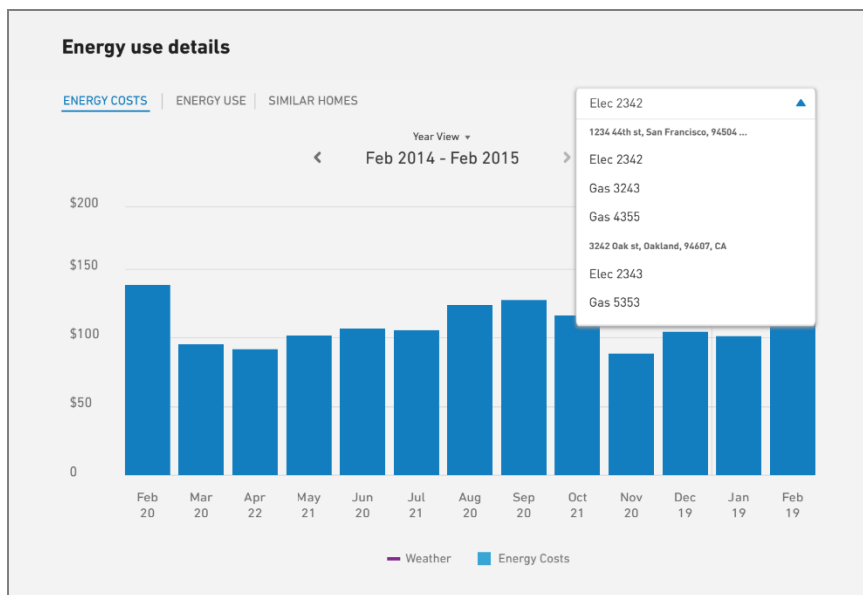 Energy use details
ENERGY COSTS
ENERGY USE
SIMILAR HOMES
Elec 2342
1234 44th st, San Francisco, 94504 ...
Elec 2342
Gas 3243
Gas 4355
3242 Oak st, Oakland, 94607, CA
Elec 2343
Gas 5353
Year View
Feb 2014 - Feb 2015
$200
$150
$100
$50
0
Feb Mar Apr May Jun Jul Aug Sep Oct Nov Dec Jan Feb
20 20 22 21 20 21 20 20 21 20 19 19 19
Weather
Energy Costs